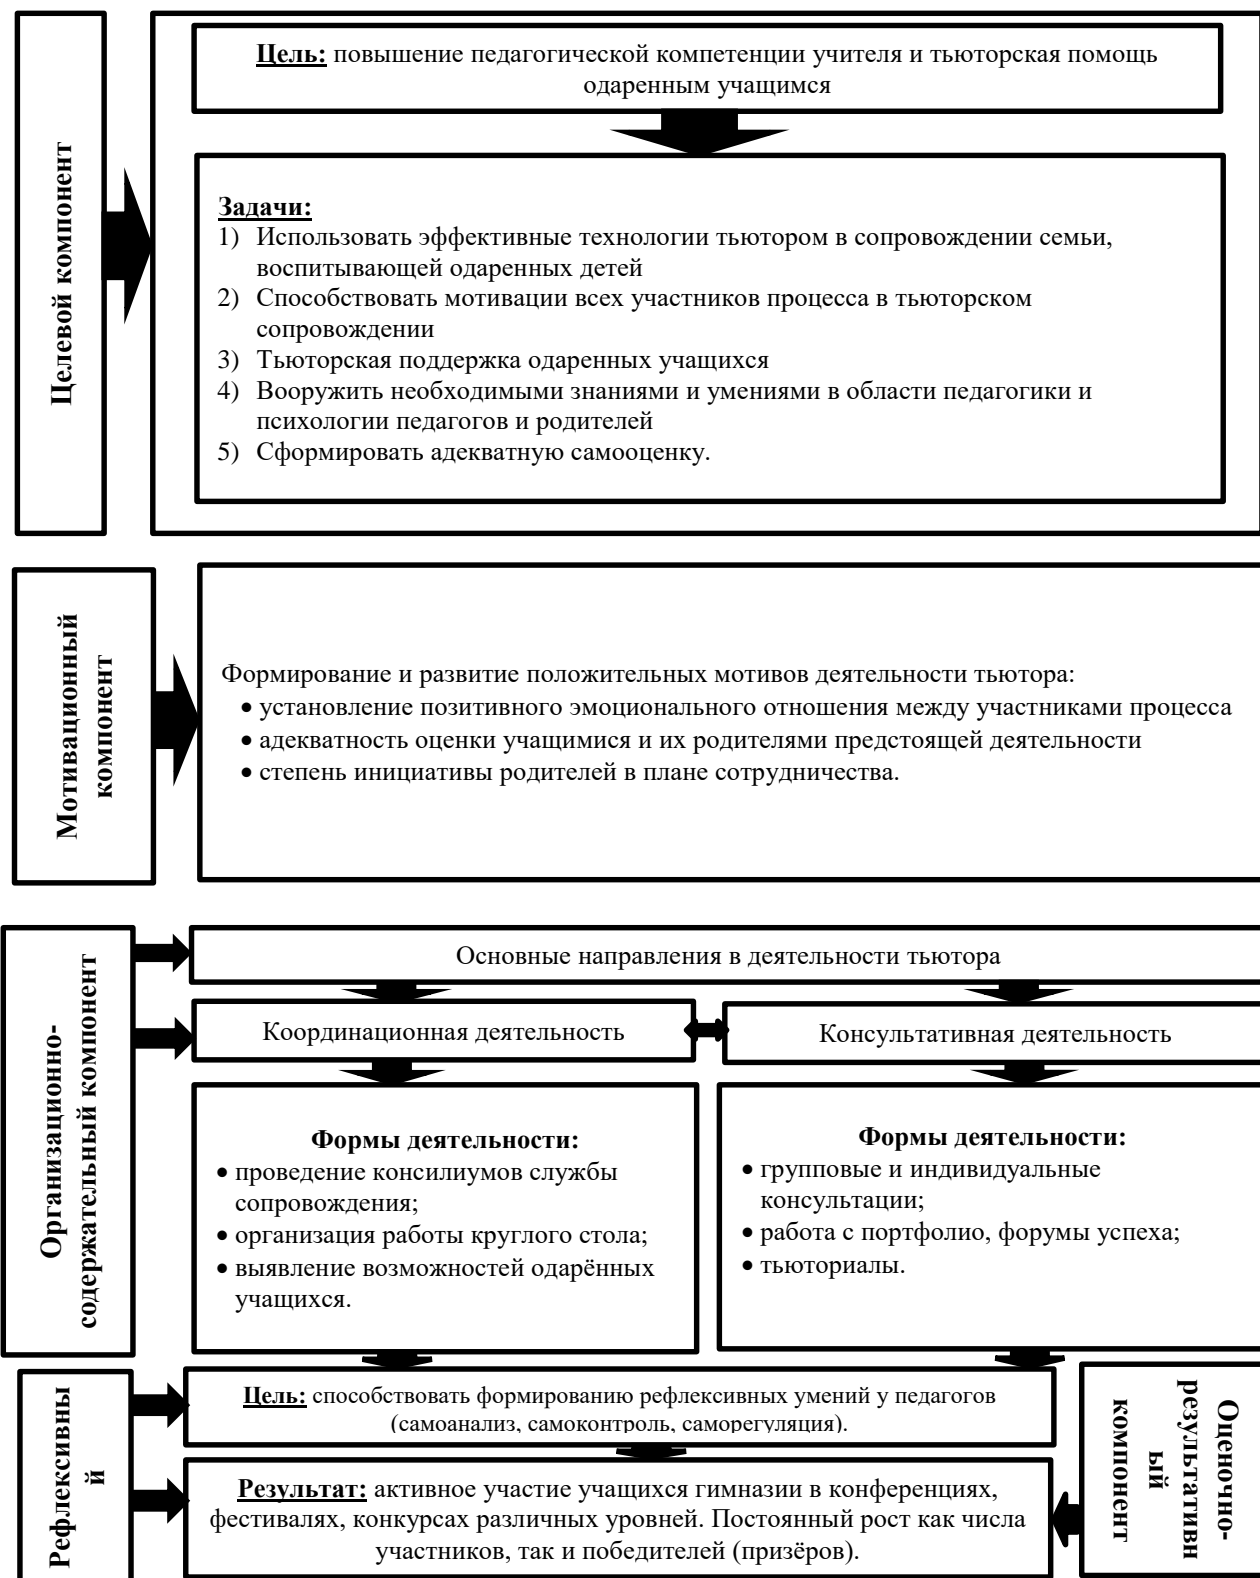 Целевой компонент
Цель: повышение педагогической компетенции учителя и тьюторская помощь
одаренным учащимся
Задачи:
1) Использовать эффективные технологии тьютором в сопровождении семьи,
воспитывающей одаренных детей
2) Способствовать мотивации всех участников процесса в тьюторском
сопровождении
3) Тьюторская поддержка одаренных учащихся
4) Вооружить необходимыми знаниями и умениями в области педагогики и
психологии педагогов и родителей
5) Сформировать адекватную самооценку.
Мотивационный
компонент
Формирование и развитие положительных мотивов деятельности тьютора:
• установление позитивного эмоционального отношения между участниками процесса
• адекватность оценки учащимися и их родителями предстоящей деятельности
• степень инициативы родителей в плане сотрудничества.
Организационно-
содержательный компонент
Основные направления в деятельности тьютора
Координационная деятельность
Консультативная деятельность
Формы деятельности:
• проведение консилиумов службы
сопровождения;
• организация работы круглого стола;
• выявление возможностей одарённых
учащихся.
Формы деятельности:
• групповые и индивидуальные
консультации;
• работа с портфолио, форумы успеха;
• тьюториалы.
Рефлексивны
й
Цель: способствовать формированию рефлексивных умений у педагогов
(самоанализ, самоконтроль, саморегуляция).
Результат: активное участие учащихся гимназии в конференциях,
фестивалях, конкурсах различных уровней. Постоянный рост как числа
участников, так и победителей (призёров).
Оценочно-
результативн
ый
компонент